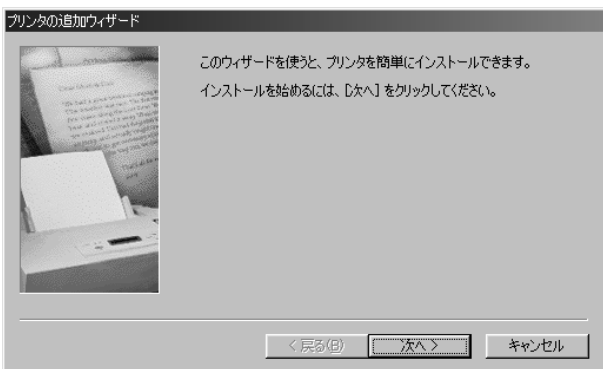 プリンタの追加ウィザード
このウィザードを使うと、プリンタを簡単にインストールできます。
インストールを始めるには、[次へ] をクリックしてください。
< 戻る(B)
次へ >
キャンセル